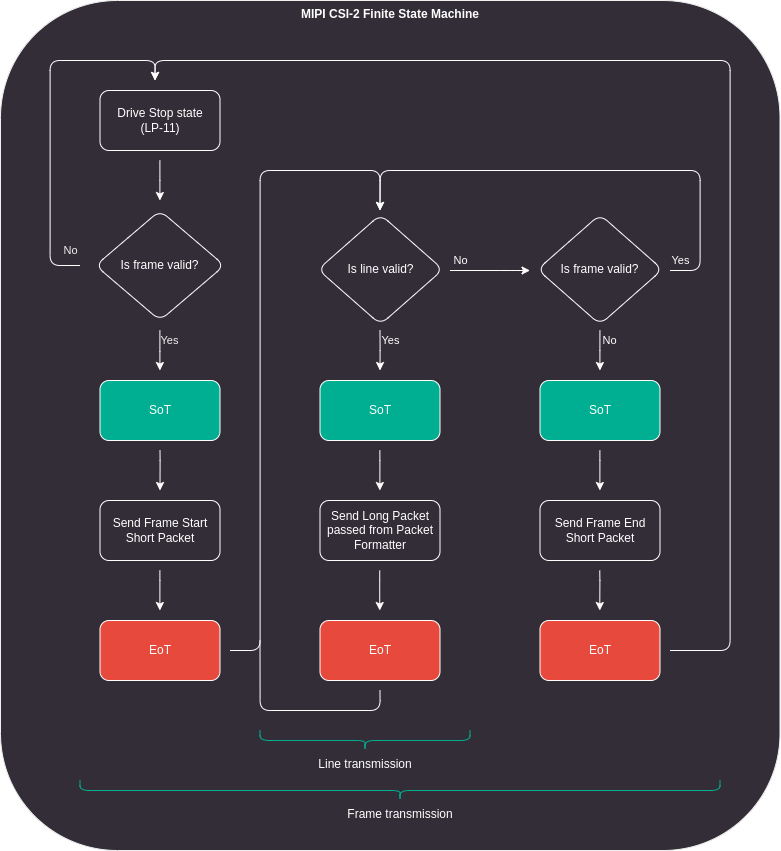 MIPI CSI-2 Finite State Machine
Drive Stop state
(LP-11)
Is frame valid?
No
Yes
SoT
Send Frame Start
Short Packet
EoT
Is line valid?
No
Yes
SoT
Send Long Packet
passed from Packet
Formatter
EoT
Is frame valid?
Yes
No
SoT
Send Frame End
Short Packet
EoT
Line transmission
Frame transmission